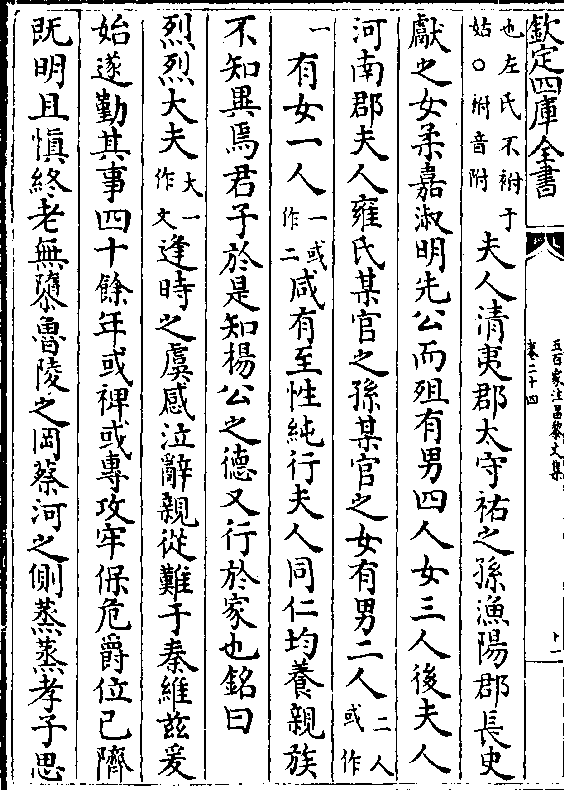 欽定四庫全書
五百家注昌黎文集
卷二十四
十二
也左氏不祔于姑○祔音附夫人清夷郡太守祐之孫漁陽郡長史
獻之女柔嘉淑明先公而殂有男四人女三人後夫人
河南郡夫人雍氏某官之孫某官之女有男二人二人或作
一有女一人一或作二咸有至性純行夫人同仁均養親族
不知異焉君子於是知楊公之德又行於家也銘曰
烈烈大夫大一作文逢時之虞感泣辭親從難于秦維兹爰
始遂勤其事四十餘年或裨或專攻牢保危爵位已隮
既明且慎終老無隳魯陵之岡蔡河之側蒸蒸孝子思